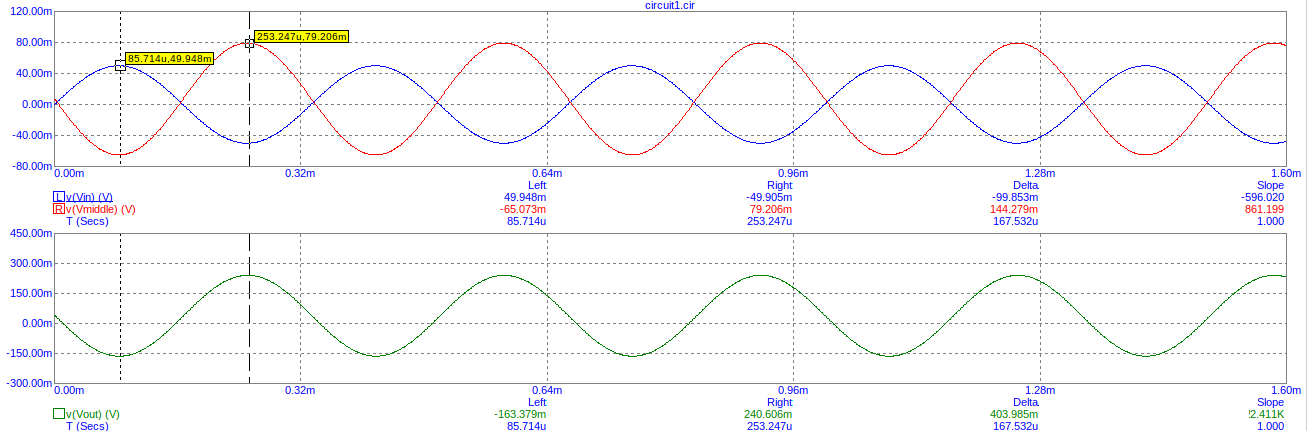 circuit1.cir
120.00m
253.247u,79.206m
80.00m
85.714u,49.948m
40.00m
0.00m
-40.00m
-80.00m
0.00m 0.32m 0.64m 0.96m 1.28m 1.60m
Left Right Delta Slope
L v(Vin) (V) 49.948m -49.905m -99.853m -596.020
R v(Vmiddle) (V) -65.073m 79.206m 144.279m 861.199
T (Secs) 85.714u 253.247u 167.532u 1.000
450.00m
300.00m
150.00m
0.00m
-150.00m
-300.00m
0.00m 0.32m 0.64m 0.96m 1.28m 1.60m
Left Right Delta Slope
v(Vout) (V) -163.379m 240.606m 403.985m 2.411K
T (Secs) 85.714u 253.247u 167.532u 1.000